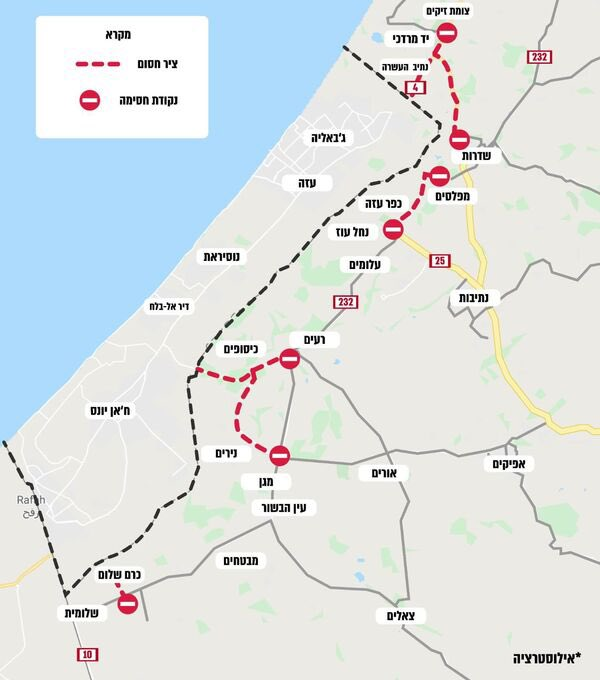 מקרא
ציר חסום
נקודת חסימה
צומת זיקים
יד מרדכי
232
נתיב העשרה
4
ג'באליה
שדרות
עזה
מפלסים
כפר עזה
נחל עוז
נוסיראת
עלומים
25
נתיבות
232
דיר אל-בלח
רעים
כיסופים
ח'אן יונס
נירים
אפיקים
אורים
מגן
Rafah
رفح
עין הבשור
מבטחים
כרם שלום
שלומית
צאלים
10
*אילוסטרציה